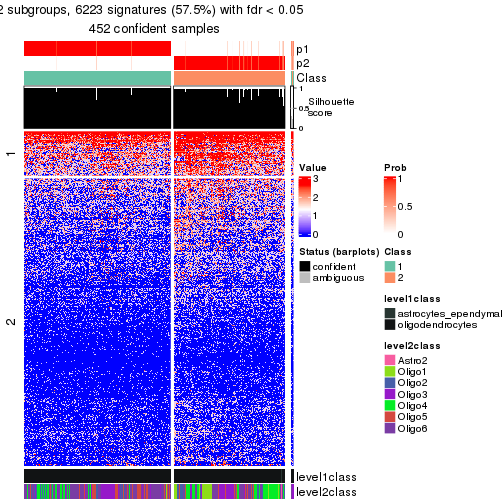 2 subgroups, 6223 signatures (57.5%) with fdr < 0.05
452 confident samples
p1
p2
Class
1
0.5
0
Silhouette
score
1
2
Value
3
2
1
0
Prob
1
0.5
0
Status (barplots)
confident
ambiguous
Class
1
2
level1class
astrocytes_ependymal
oligodendrocytes
level2class
Astro2
Oligo1
Oligo2
Oligo3
Oligo4
Oligo5
Oligo6
level1class
level2class